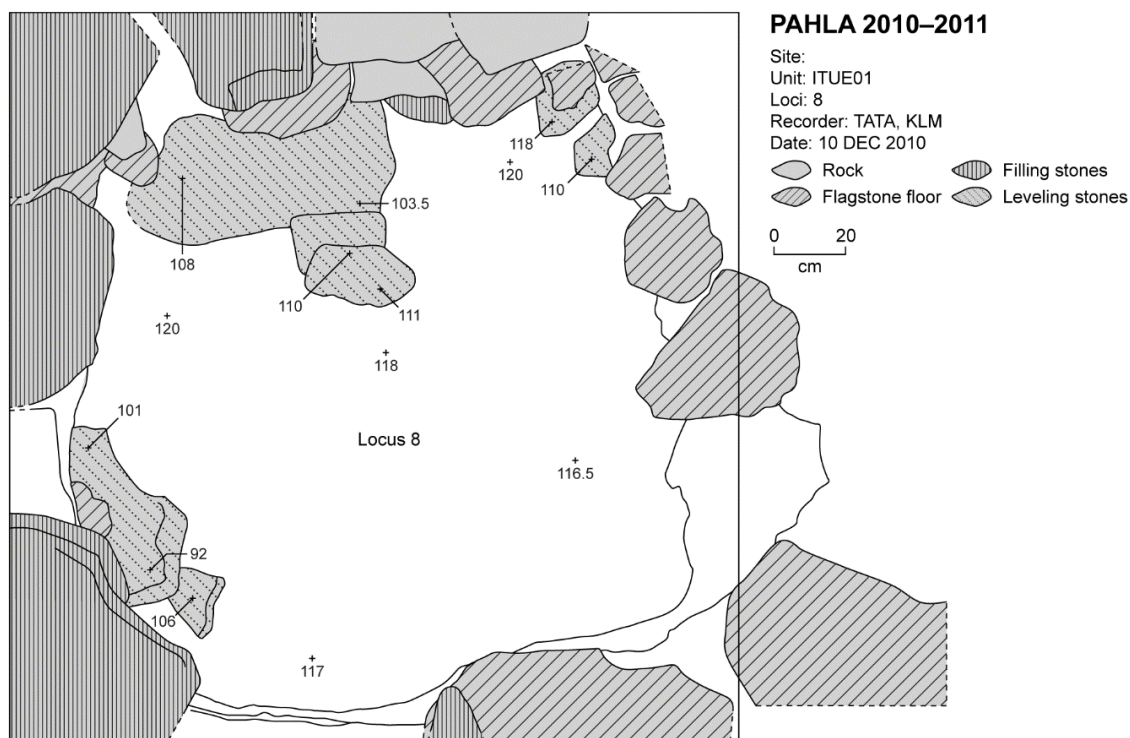 PAHLA 2010–2011
Site:
Unit: ITUE01
Loci: 8
Recorder: TATA, KLM
Date: 10 DEC 2010
Rock
Filling stones
Flagstone floor
Leveling stones
0 20
cm
118
120
110
103.5
108
110
111
120
118
101
Locus 8
116.5
92
106
117